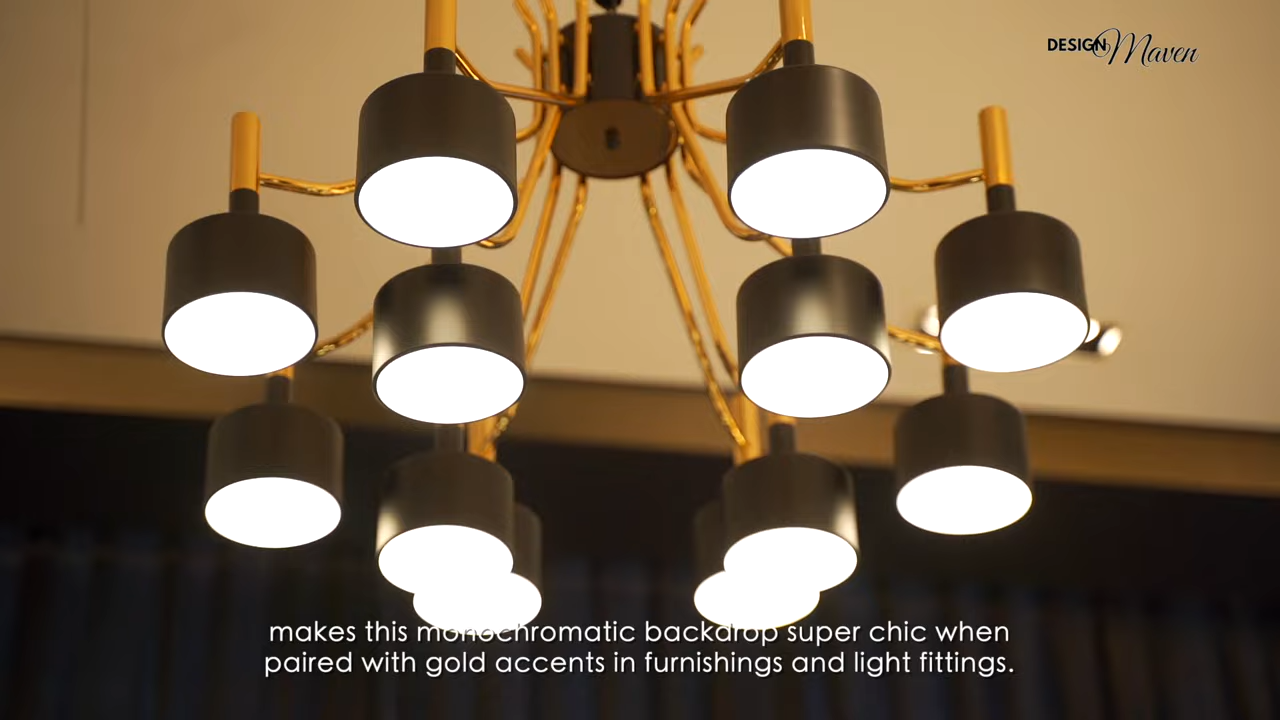 DESIGN Maven
makes this monochromatic backdrop super chic when
paired with gold accents in furnishings and light fittings.